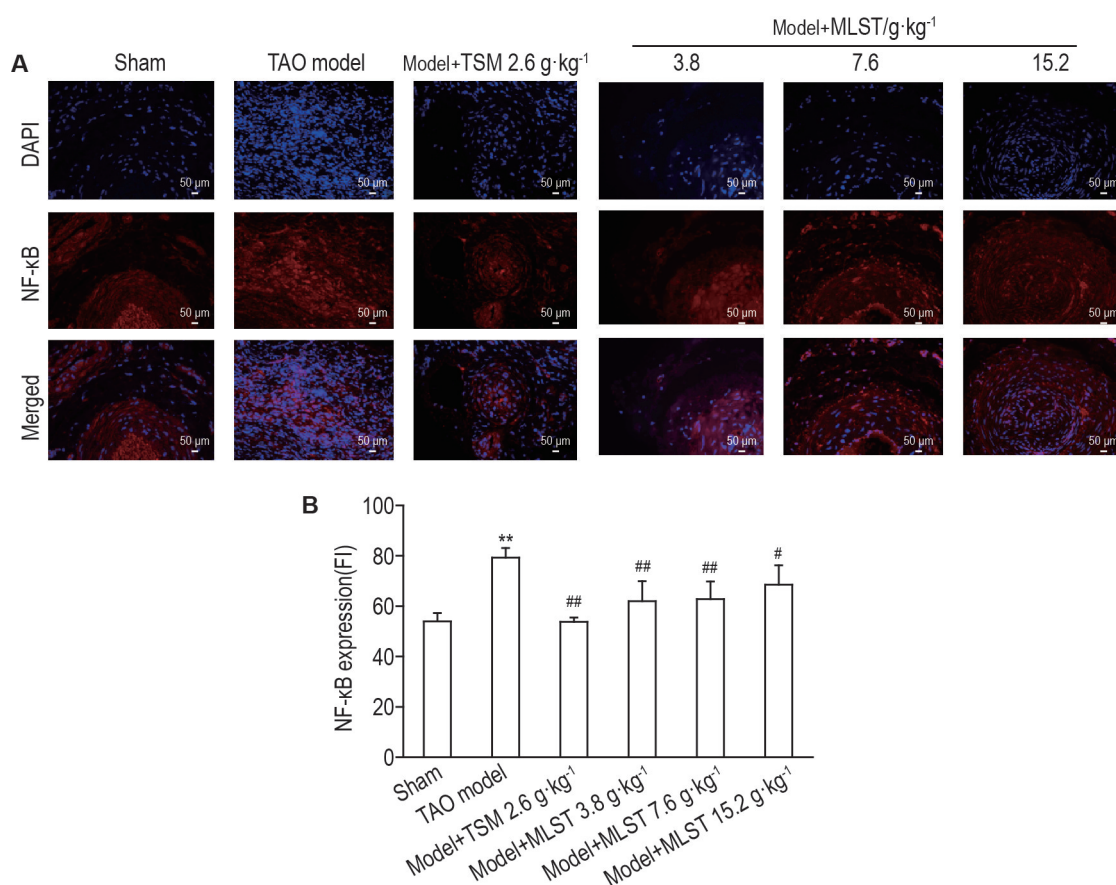 Model+MLST/g·kg⁻¹
A Sham TAO model Model+TSM 2.6 g·kg⁻¹ 3.8 7.6 15.2
DAPI
50 µm 50 µm 50 µm 50 µm 50 µm 50 µm
NF-κB
50 µm 50 µm 50 µm 50 µm 50 µm 50 µm
Merged
50 µm 50 µm 50 µm 50 µm 50 µm 50 µm
B
NF-κB expression(FI)
100
80
60
40
20
0
** ## ## ## #
Sham
TAO model
Model+TSM 2.6 g·kg⁻¹
Model+MLST 3.8 g·kg⁻¹
Model+MLST 7.6 g·kg⁻¹
Model+MLST 15.2 g·kg⁻¹